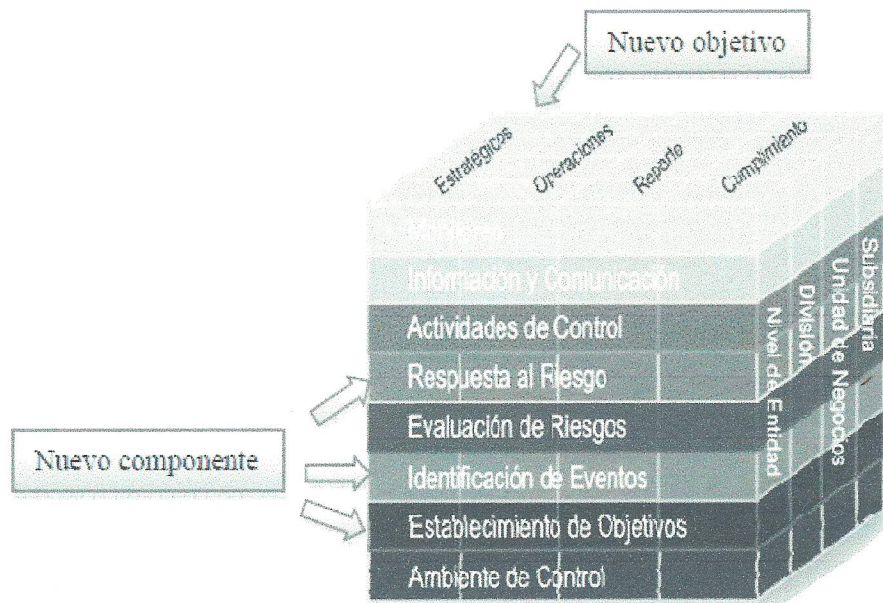 Nuevo objetivo
Estratégicos
Operaciones
Reporte
Cumplimiento
Monitoreo
Información y Comunicación
Actividades de Control
Respuesta al Riesgo
Evaluación de Riesgos
Identificación de Eventos
Establecimiento de Objetivos
Ambiente de Control
Nivel de Entidad
División
Unidad de Negocios
Subsidiaria
Nuevo componente